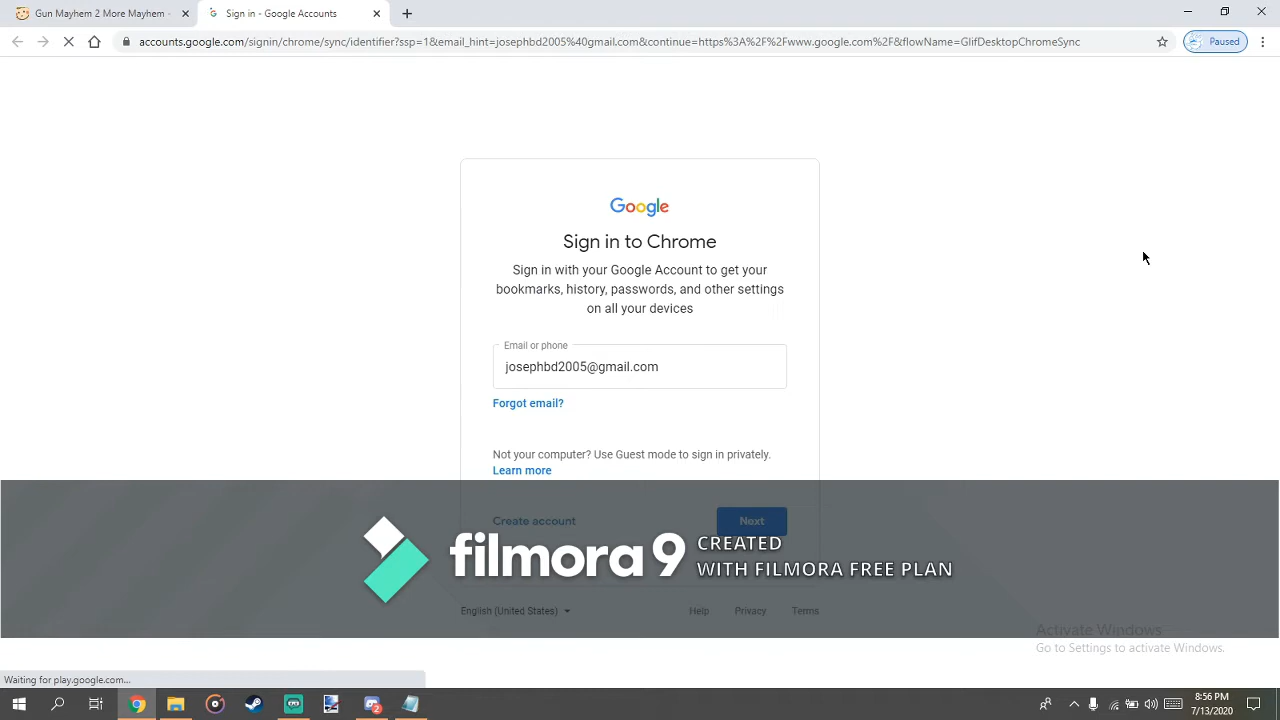 Gun Mayhem 2 More Mayhem -
Sign in - Google Accounts
accounts.google.com/signin/chrome/sync/identifier?ssp=1&email_hint=josephbd2005%40gmail.com&continue=https%3A%2F%2Fwww.google.com%2F&flowName=GlifDesktopChromeSync
Paused
Google
Sign in to Chrome
Sign in with your Google Account to get your
bookmarks, history, passwords, and other settings
on all your devices
Email or phone
josephbd2005@gmail.com
Forgot email?
Not your computer? Use Guest mode to sign in privately.
Learn more
Create account
Next
filmora 9
CREATED
WITH FILMORA FREE PLAN
English (United States)
Help
Privacy
Terms
Activate Windows
Go to Settings to activate Windows.
Waiting for play.google.com...
2
8:56 PM
7/13/2020